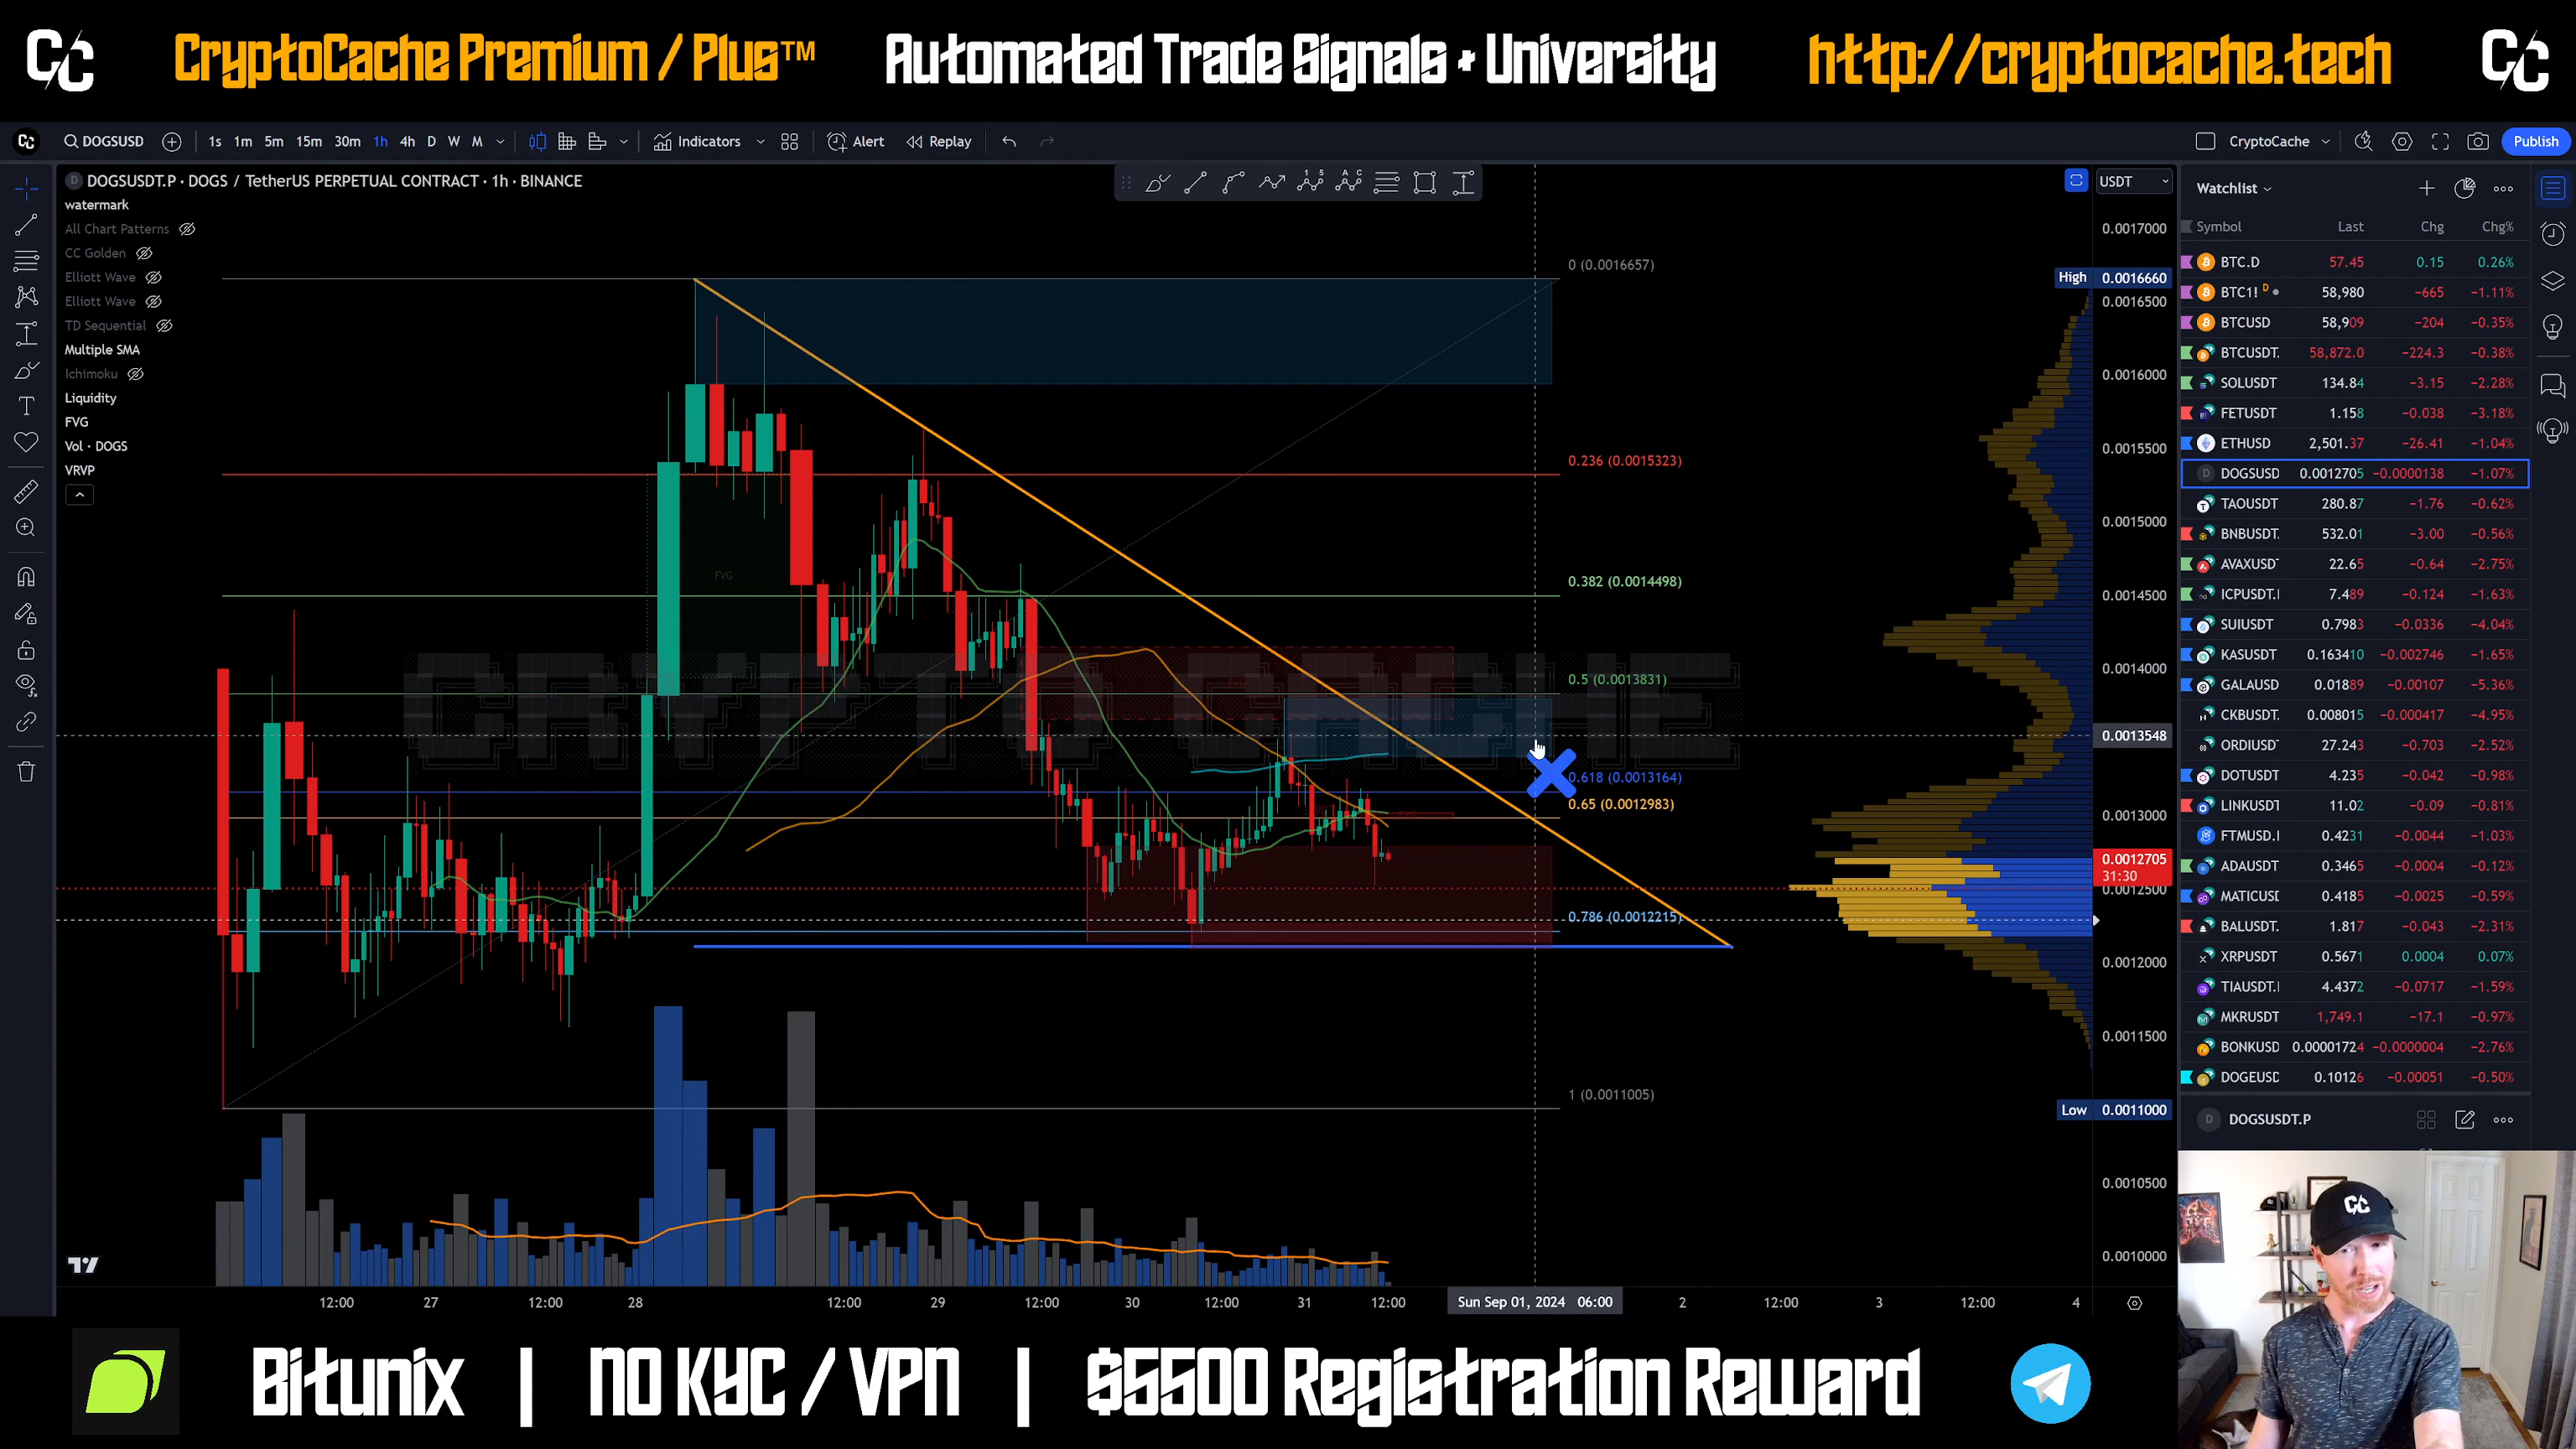 CC CryptoCache Premium / Plus™ Automated Trade Signals + University http://cryptocache.tech CC
CC DOGSUSD 1s 1m 5m 15m 30m 1h 4h D W M Indicators Alert Replay CryptoCache Publish
D DOGSUSDT.P · DOGS / TetherUS PERPETUAL CONTRACT · 1h · BINANCE
USDT
watermark
All Chart Patterns
CC Golden
Elliott Wave
Elliott Wave
TD Sequential
Multiple SMA
Ichimoku
Liquidity
FVG
Vol · DOGS
VRVP
0 (0.0016657)
0.236 (0.0015323)
0.382 (0.0014498)
0.5 (0.0013831)
0.618 (0.0013164)
0.65 (0.0012983)
0.786 (0.0012215)
1 (0.0011005)
FVG
CRYPTO CACHE
0.0017000
High 0.0016660
0.0016500
0.0016000
0.0015500
0.0015000
0.0014500
0.0014000
0.0013548
0.0013000
0.0012705
31:30
0.0012500
0.0012000
0.0011500
Low 0.0011000
0.0010500
0.0010000
12:00 27 12:00 28 12:00 29 12:00 30 12:00 31 12:00 Sun Sep 01, 2024 06:00 2 12:00 3 12:00 4
Watchlist
Symbol Last Chg Chg%
BTC.D 57.45 0.15 0.26%
BTC1! D 58,980 −665 −1.11%
BTCUSD 58,909 −204 −0.35%
BTCUSDT. 58,872.0 −224.3 −0.38%
SOLUSDT 134.84 −3.15 −2.28%
FETUSDT 1.158 −0.038 −3.18%
ETHUSD 2,501.37 −26.41 −1.04%
D DOGSUSD 0.0012705 −0.0000138 −1.07%
TAOUSDT 280.87 −1.76 −0.62%
BNBUSDT. 532.01 −3.00 −0.56%
AVAXUSD 22.65 −0.64 −2.75%
ICPUSDT. 7.489 −0.124 −1.63%
SUIUSDT 0.7983 −0.0336 −4.04%
KASUSDT 0.163410 −0.002746 −1.65%
GALAUSD 0.01889 −0.00107 −5.36%
CKBUSDT. 0.008015 −0.000417 −4.95%
ORDIUSD 27.243 −0.703 −2.52%
DOTUSDT 4.235 −0.042 −0.98%
LINKUSDT 11.02 −0.09 −0.81%
FTMUSD. 0.4231 −0.0044 −1.03%
ADAUSDT 0.3465 −0.0004 −0.12%
MATICUSD 0.4185 −0.0025 −0.59%
BALUSDT. 1.817 −0.043 −2.31%
XRPUSDT 0.5671 0.0004 0.07%
TIAUSDT. 4.4372 −0.0717 −1.59%
MKRUSDT 1,749.1 −17.1 −0.97%
BONKUSD 0.00001724 −0.0000004 −2.76%
DOGEUSD 0.10126 −0.00051 −0.50%
D DOGSUSDT.P
CC
Bitunix | NO KYC / VPN | $5500 Registration Reward